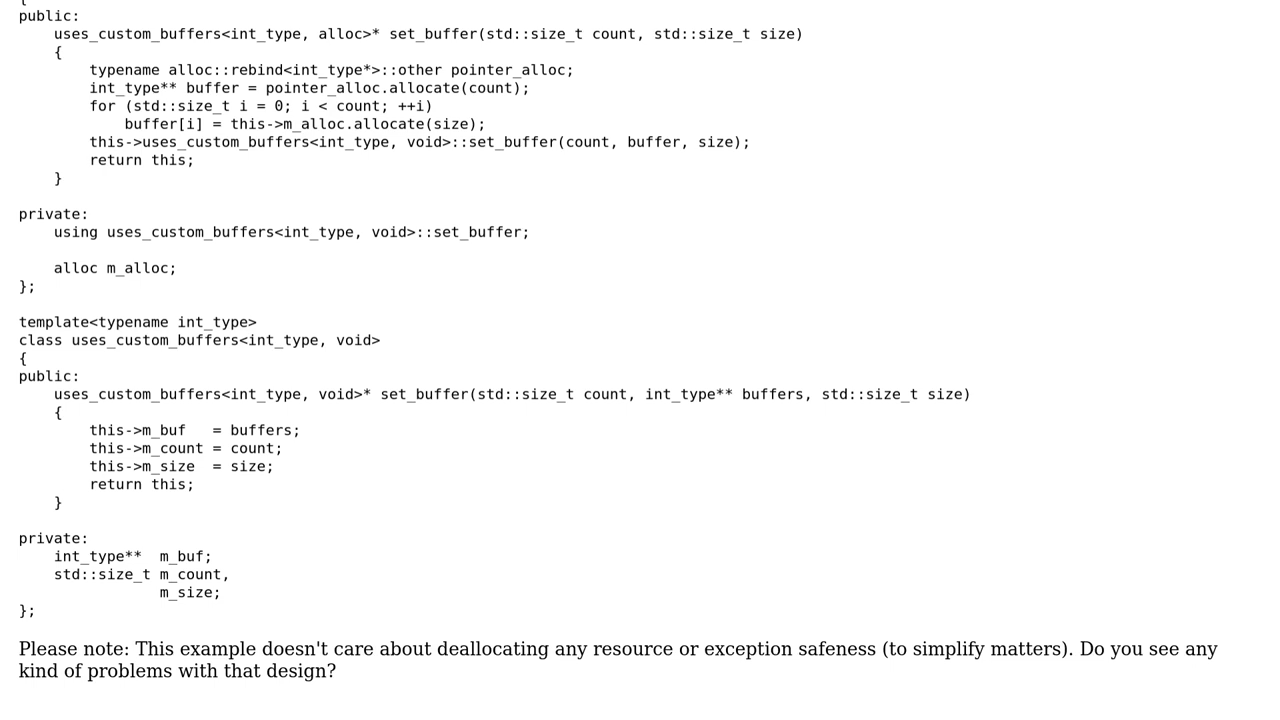 {
public:
    uses_custom_buffers<int_type, alloc>* set_buffer(std::size_t count, std::size_t size)
    {
        typename alloc::rebind<int_type*>::other pointer_alloc;
        int_type** buffer = pointer_alloc.allocate(count);
        for (std::size_t i = 0; i < count; ++i)
            buffer[i] = this->m_alloc.allocate(size);
        this->uses_custom_buffers<int_type, void>::set_buffer(count, buffer, size);
        return this;
    }

private:
    using uses_custom_buffers<int_type, void>::set_buffer;

    alloc m_alloc;
};

template<typename int_type>
class uses_custom_buffers<int_type, void>
{
public:
    uses_custom_buffers<int_type, void>* set_buffer(std::size_t count, int_type** buffers, std::size_t size)
    {
        this->m_buf   = buffers;
        this->m_count = count;
        this->m_size  = size;
        return this;
    }

private:
    int_type**  m_buf;
    std::size_t m_count,
                m_size;
};

Please note: This example doesn't care about deallocating any resource or exception safeness (to simplify matters). Do you see any
kind of problems with that design?